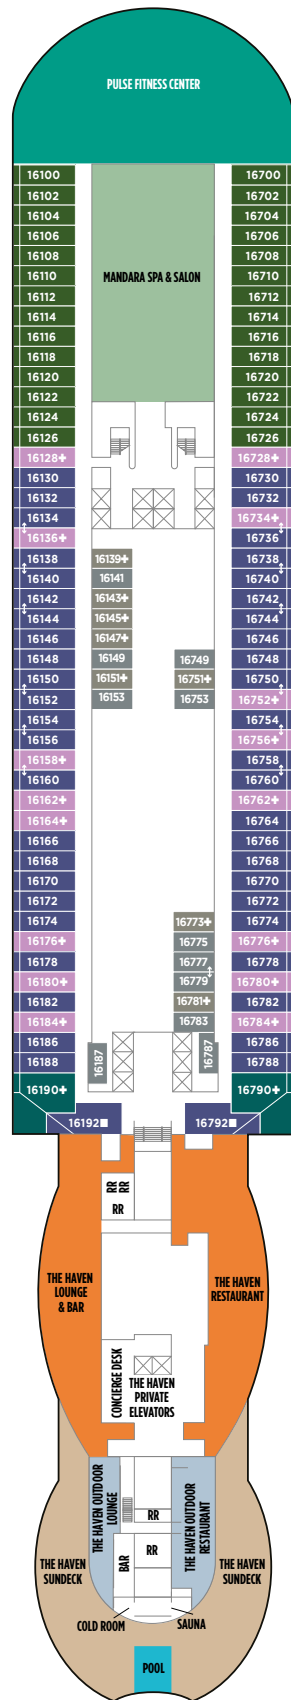 PULSE FITNESS CENTER
16100 16700
16102 16702
16104 16704
16106 16706
16108 MANDARA SPA & SALON 16708
16110 16710
16112 16712
16114 16714
16116 16716
16118 16718
16120 16720
16122 16722
16124 16724
16126 16726
16128+ 16728+
16130 16730
16132 16732
16134 16734+
16136+ 16736
16138 16139+ 16738
16140 16141 16740
16142 16143+ 16742
16144 16145+ 16744
16146 16147+ 16746
16148 16149 16749 16748
16150 16151+ 16751+ 16750
16152 16153 16753 16752+
16154 16754
16156 16756+
16158+ 16758
16160 16760
16162+ 16762+
16164+ 16764
16166 16766
16168 16768
16170 16770
16172 16772
16174 16773+ 16774
16176+ 16775 16776+
16178 16777 16778
16180+ 16779 16780+
16182 16781+ 16782
16184+ 16783 16784+
16186 16187 16787 16786
16188 16788
16190+ 16790+
16192■ 16792■
RR RR
RR
THE HAVEN
LOUNGE
& BAR
THE HAVEN
RESTAURANT
CONCIERGE DESK
THE HAVEN
PRIVATE
ELEVATORS
THE HAVEN OUTDOOR
LOUNGE
THE HAVEN OUTDOOR
RESTAURANT
RR
BAR
RR
THE HAVEN
SUNDECK
THE HAVEN
SUNDECK
COLD ROOM
SAUNA
POOL